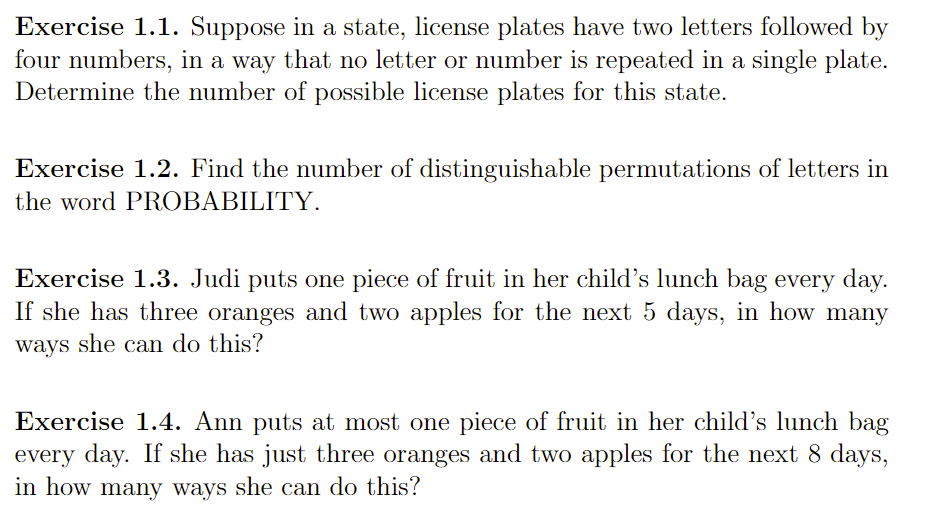 Exercise 1.1. Suppose in a state, license plates have two letters followed by
four numbers, in a way that no letter or number is repeated in a single plate.
Determine the number of possible license plates for this state.
Exercise 1.2. Find the number of distinguishable permutations of letters in
the word PROBABILITY.
Exercise 1.3. Judi puts one piece of fruit in her child's lunch bag every day.
If she has three oranges and two apples for the next 5 days, in how many
ways she can do this?
Exercise 1.4. Ann puts at most one piece of fruit in her child's lunch bag
every day. If she has just three oranges and two apples for the next 8 days,
in how many ways she can do this?